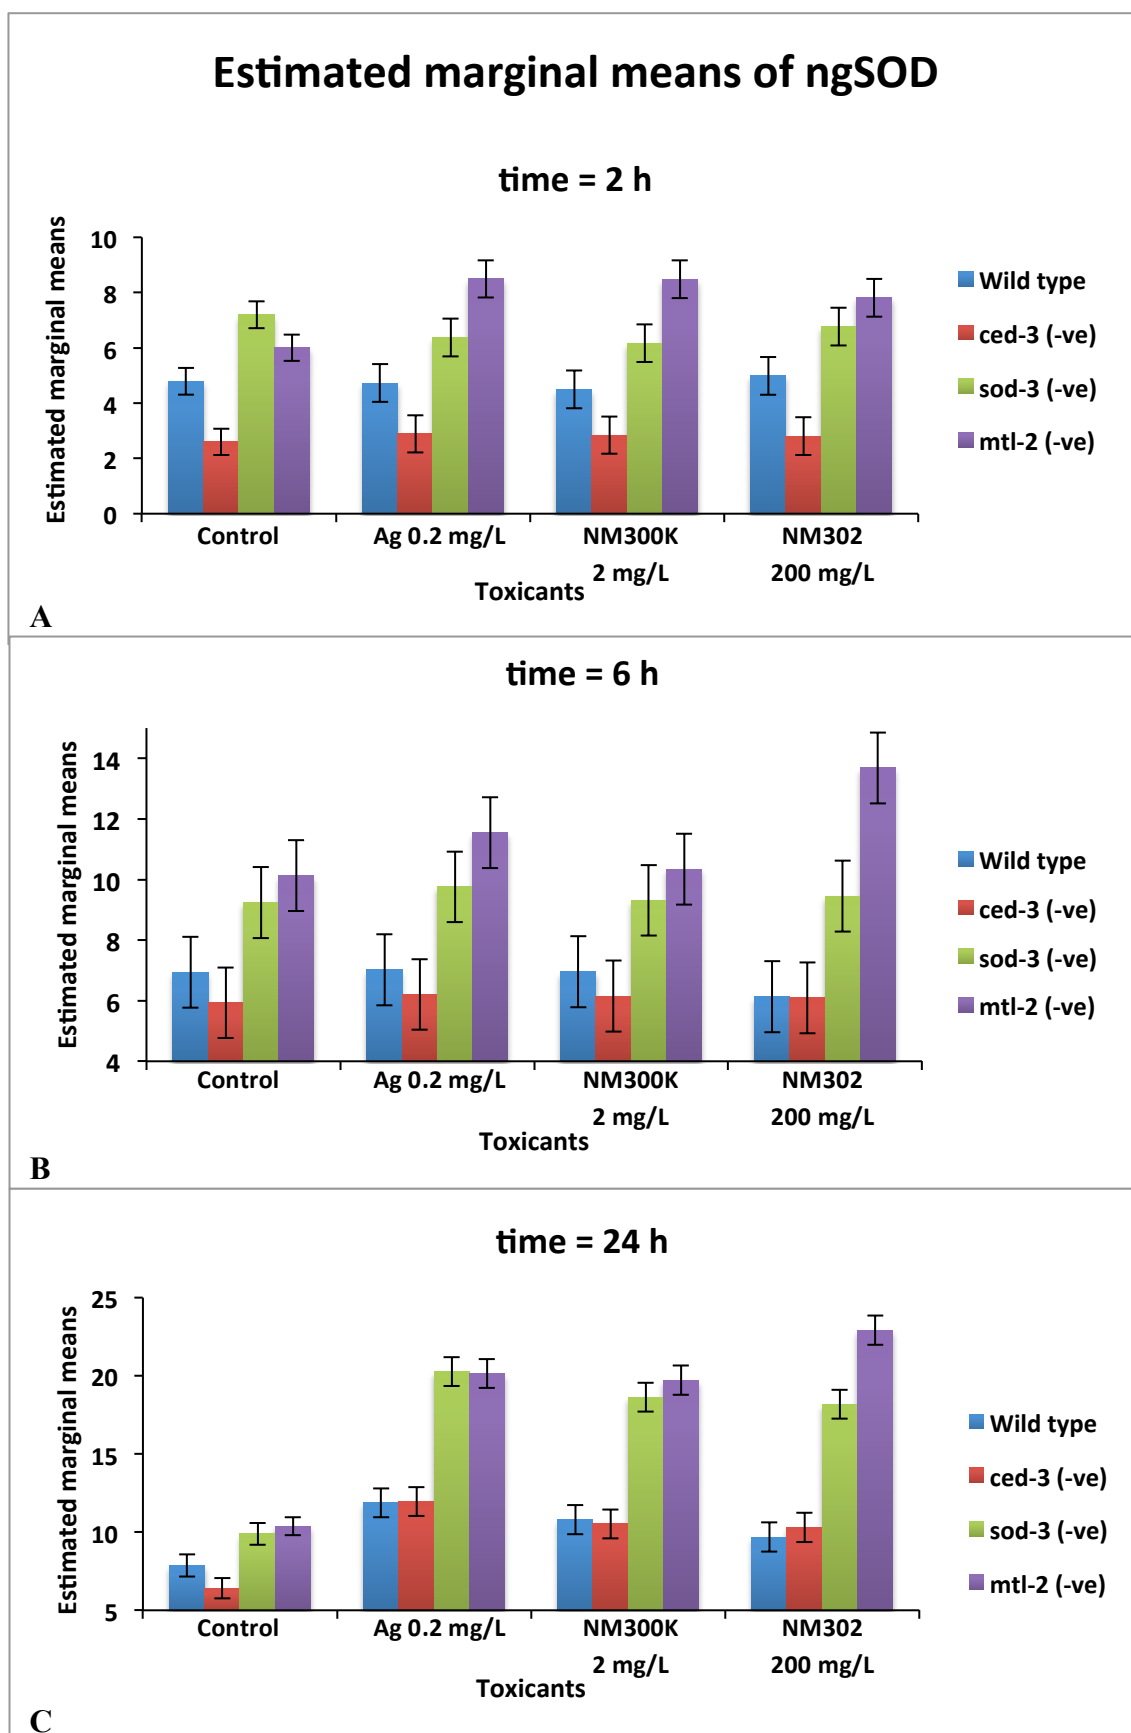 Estimated marginal means of ngSOD
time = 2 h
Estimated marginal means
10
8
6
4
2
0
Control
Ag 0.2 mg/L
NM300K
2 mg/L
NM302
200 mg/L
Toxicants
Wild type
ced-3 (-ve)
sod-3 (-ve)
mtl-2 (-ve)
A
time = 6 h
Estimated marginal means
14
12
10
8
6
4
Control
Ag 0.2 mg/L
NM300K
2 mg/L
NM302
200 mg/L
Toxicants
Wild type
ced-3 (-ve)
sod-3 (-ve)
mtl-2 (-ve)
B
time = 24 h
Estimated marginal means
25
20
15
10
5
Control
Ag 0.2 mg/L
NM300K
2 mg/L
NM302
200 mg/L
Toxicants
Wild type
ced-3 (-ve)
sod-3 (-ve)
mtl-2 (-ve)
C